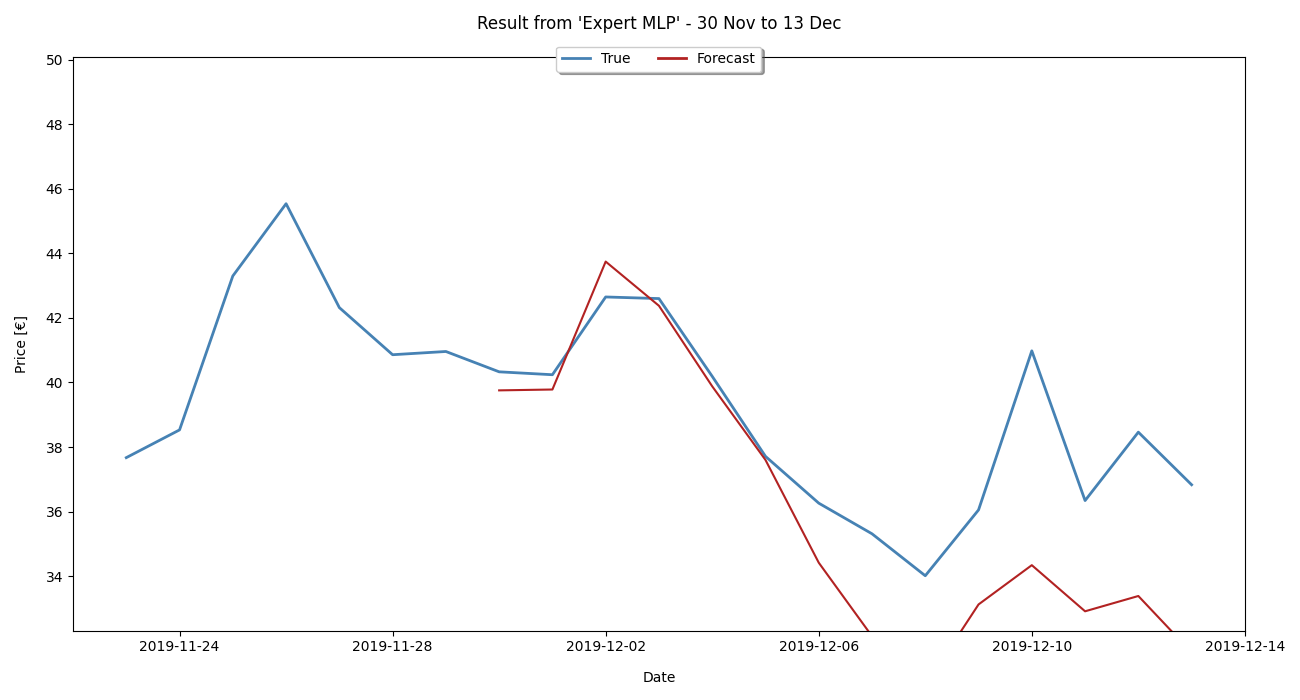 Result from 'Expert MLP' - 30 Nov to 13 Dec
True Forecast
50
48
46
44
42
40
38
36
34
Price [€]
2019-11-24 2019-11-28 2019-12-02 2019-12-06 2019-12-10 2019-12-14
Date